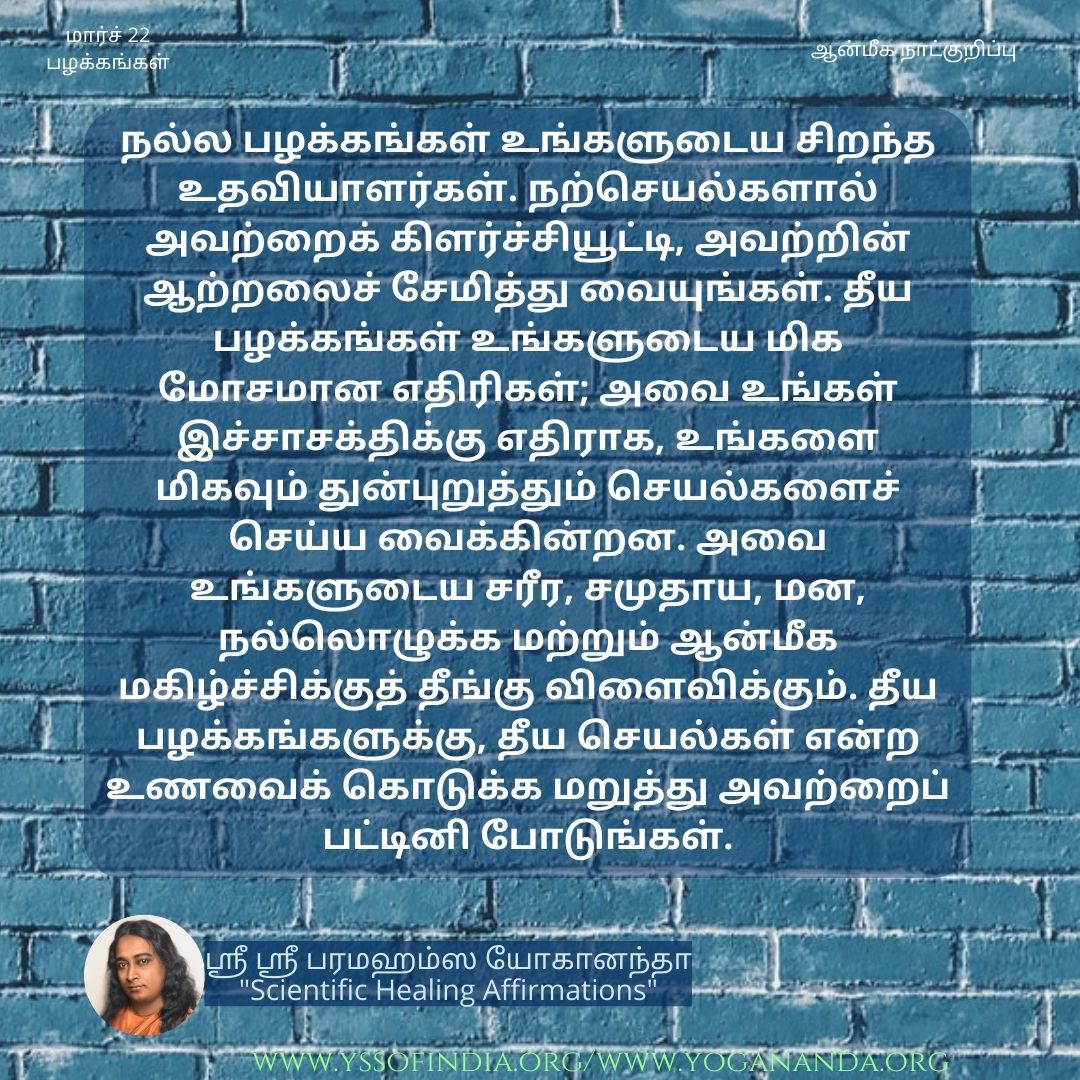 மார்ச் 22
பழக்கங்கள்
ஆன்மீக நாட்குறிப்பு
நல்ல பழக்கங்கள் உங்களுடைய சிறந்த
உதவியாளர்கள். நற்செயல்களால்
அவற்றைக் கிளர்ச்சியூட்டி, அவற்றின்
ஆற்றலைச் சேமித்து வையுங்கள். தீய
பழக்கங்கள் உங்களுடைய மிக
மோசமான எதிரிகள்; அவை உங்கள்
இச்சாசக்திக்கு எதிராக, உங்களை
மிகவும் துன்புறுத்தும் செயல்களைச்
செய்ய வைக்கின்றன. அவை
உங்களுடைய சரீர, சமுதாய, மன,
நல்லொழுக்க மற்றும் ஆன்மீக
மகிழ்ச்சிக்குத் தீங்கு விளைவிக்கும். தீய
பழக்கங்களுக்கு, தீய செயல்கள் என்ற
உணவைக் கொடுக்க மறுத்து அவற்றைப்
பட்டினி போடுங்கள்.
ஸ்ரீ ஸ்ரீ பரமஹம்ஸ யோகானந்தா
"Scientific Healing Affirmations"
WWW.YSSOFINDIA.ORG/WWW.YOGANANDA.ORG